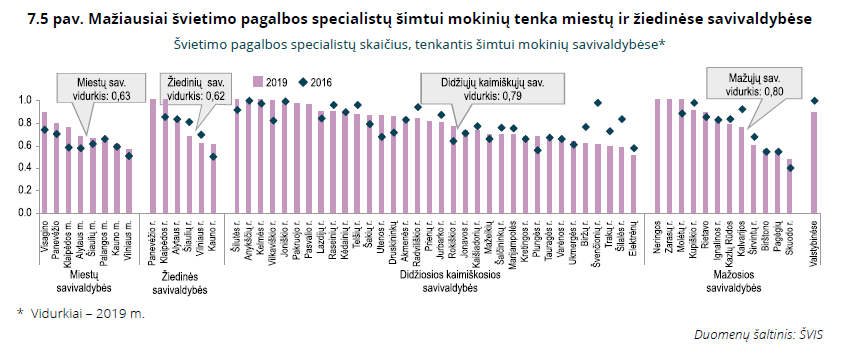 7.5 pav. Mažiausiai švietimo pagalbos specialistų šimtui mokinių tenka miestų ir žiedinėse savivaldybėse
Švietimo pagalbos specialistų skaičius, tenkantis šimtui mokinių savivaldybėse*
Miestų sav.
vidurkis: 0,63
Žiedinių sav.
vidurkis: 0,62
2019
2016
Didžiųjų kaimiškųjų sav.
vidurkis: 0,79
Mažųjų sav.
vidurkis: 0,80
1.0
0.8
0.6
0.4
0.2
0.0
Visagino
Panevėžio
Klaipėdos m.
Alytaus m.
Šiaulių m.
Palangos m.
Kauno m.
Vilniaus m.
Panevėžio r.
Klaipėdos r.
Alytaus r.
Šiaulių r.
Vilniaus r.
Kauno r.
Šilutės r.
Anykščių r.
Kelmės r.
Vilkaviškio r.
Joniškio r.
Pakruojo r.
Pasvalio r.
Lazdijų r.
Raseinių r.
Kėdainių r.
Telšių r.
Šakių r.
Utenos r.
Druskininkų
Akmenės r.
Radviliškio r.
Prienų r.
Jurbarko r.
Rokiškio r.
Jonavos r.
Kaišiadorių r.
Mažeikių
Šalčininkų r.
Marijampolės
Kretingos r.
Plungės r.
Tauragės r.
Varėnos r.
Ukmergės r.
Biržų r.
Švenčionių r.
Trakų r.
Šilalės r.
Elektrėnų
Neringos
Zarasų r.
Molėtų r.
Kupiškio r.
Rietavo
Ignalinos r.
Kazlų Rūdos
Kalvarijos
Širvintų r.
Birštono
Pagėgių
Skuodo r.
Valstybinėse
Miestų
savivaldybės
Žiedinės
savivaldybės
Didžiosios kaimiškosios
savivaldybės
Mažosios
savivaldybės
* Vidurkiai – 2019 m.
Duomenų šaltinis: ŠVIS